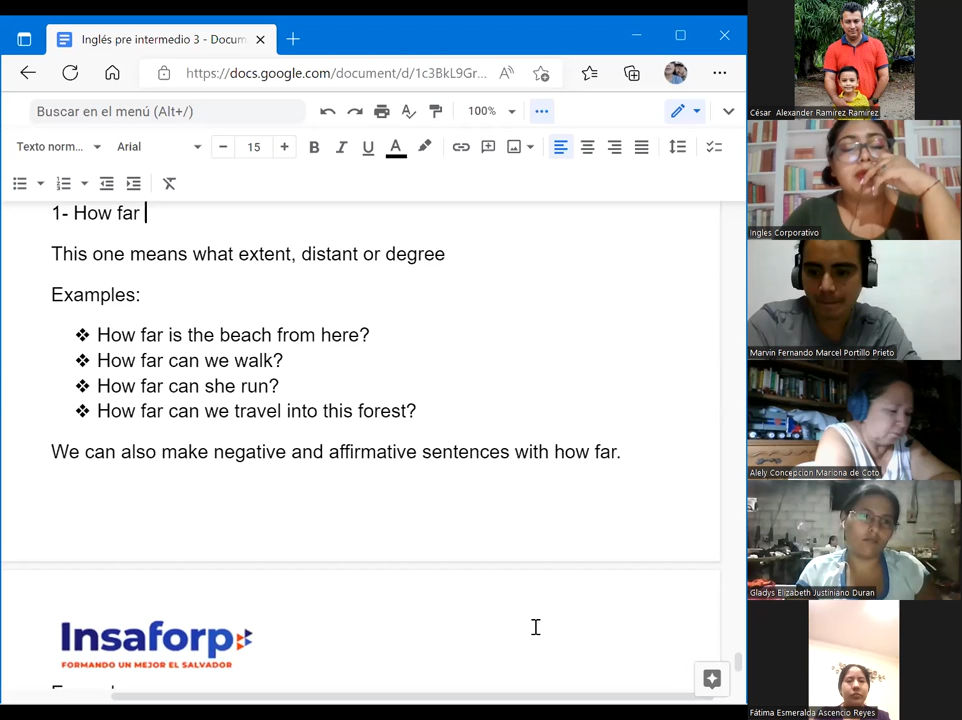 Inglés pre intermedio 3 - Docum
https://docs.google.com/document/d/1c3BkL9Gr...
Buscar en el menú (Alt+/)
100%
Texto norm...
Arial
15
1- How far
This one means what extent, distant or degree
Examples:
❖ How far is the beach from here?
❖ How far can we walk?
❖ How far can she run?
❖ How far can we travel into this forest?
We can also make negative and affirmative sentences with how far.
Insaforp
FORMANDO UN MEJOR EL SALVADOR
César Alexander Ramírez Ramírez
Ingles Corporativo
Marvin Fernando Marcel Portillo Prieto
Alely Concepcion Mariona de Coto
Gladys Elizabeth Justiniano Duran
Fátima Esmeralda Ascencio Reyes